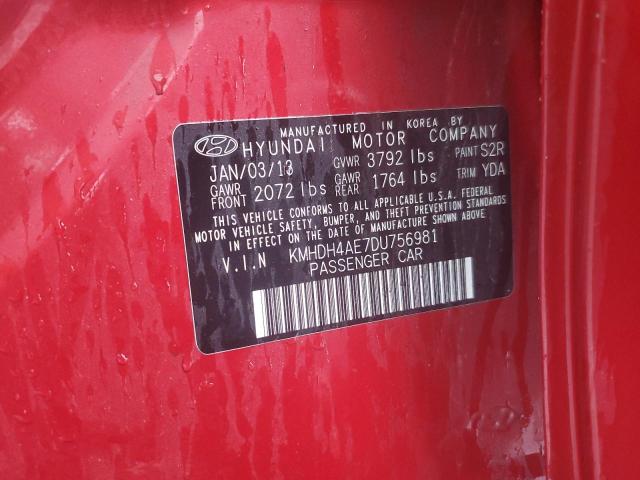 MANUFACTURED IN KOREA BY
HYUNDAI MOTOR COMPANY
JAN/03/13 GVWR 3792 lbs PAINT S2R
GAWR FRONT 2072 lbs GAWR REAR 1764 lbs TRIM YDA
THIS VEHICLE CONFORMS TO ALL APPLICABLE U.S.A. FEDERAL
MOTOR VEHICLE SAFETY, BUMPER, AND THEFT PREVENTION STANDARDS
IN EFFECT ON THE DATE OF MANUFACTURE SHOWN ABOVE.
V.I.N KMHDH4AE7DU756981
PASSENGER CAR